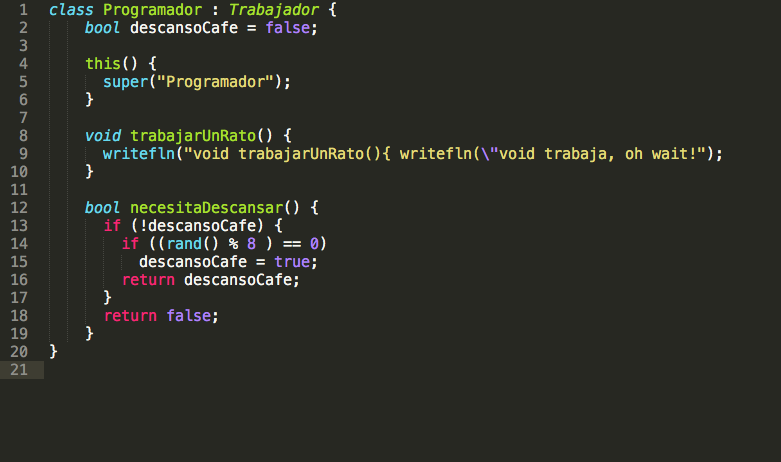 1 class Programador : Trabajador {
2 bool descansoCafe = false;
3
4 this() {
5 super("Programador");
6 }
7
8 void trabajarUnRato() {
9 writefln("void trabajarUnRato(){ writefln(\"void trabaja, oh wait!");
10 }
11
12 bool necesitaDescansar() {
13 if (!descansoCafe) {
14 if ((rand() % 8 ) == 0)
15 descansoCafe = true;
16 return descansoCafe;
17 }
18 return false;
19 }
20 }
21